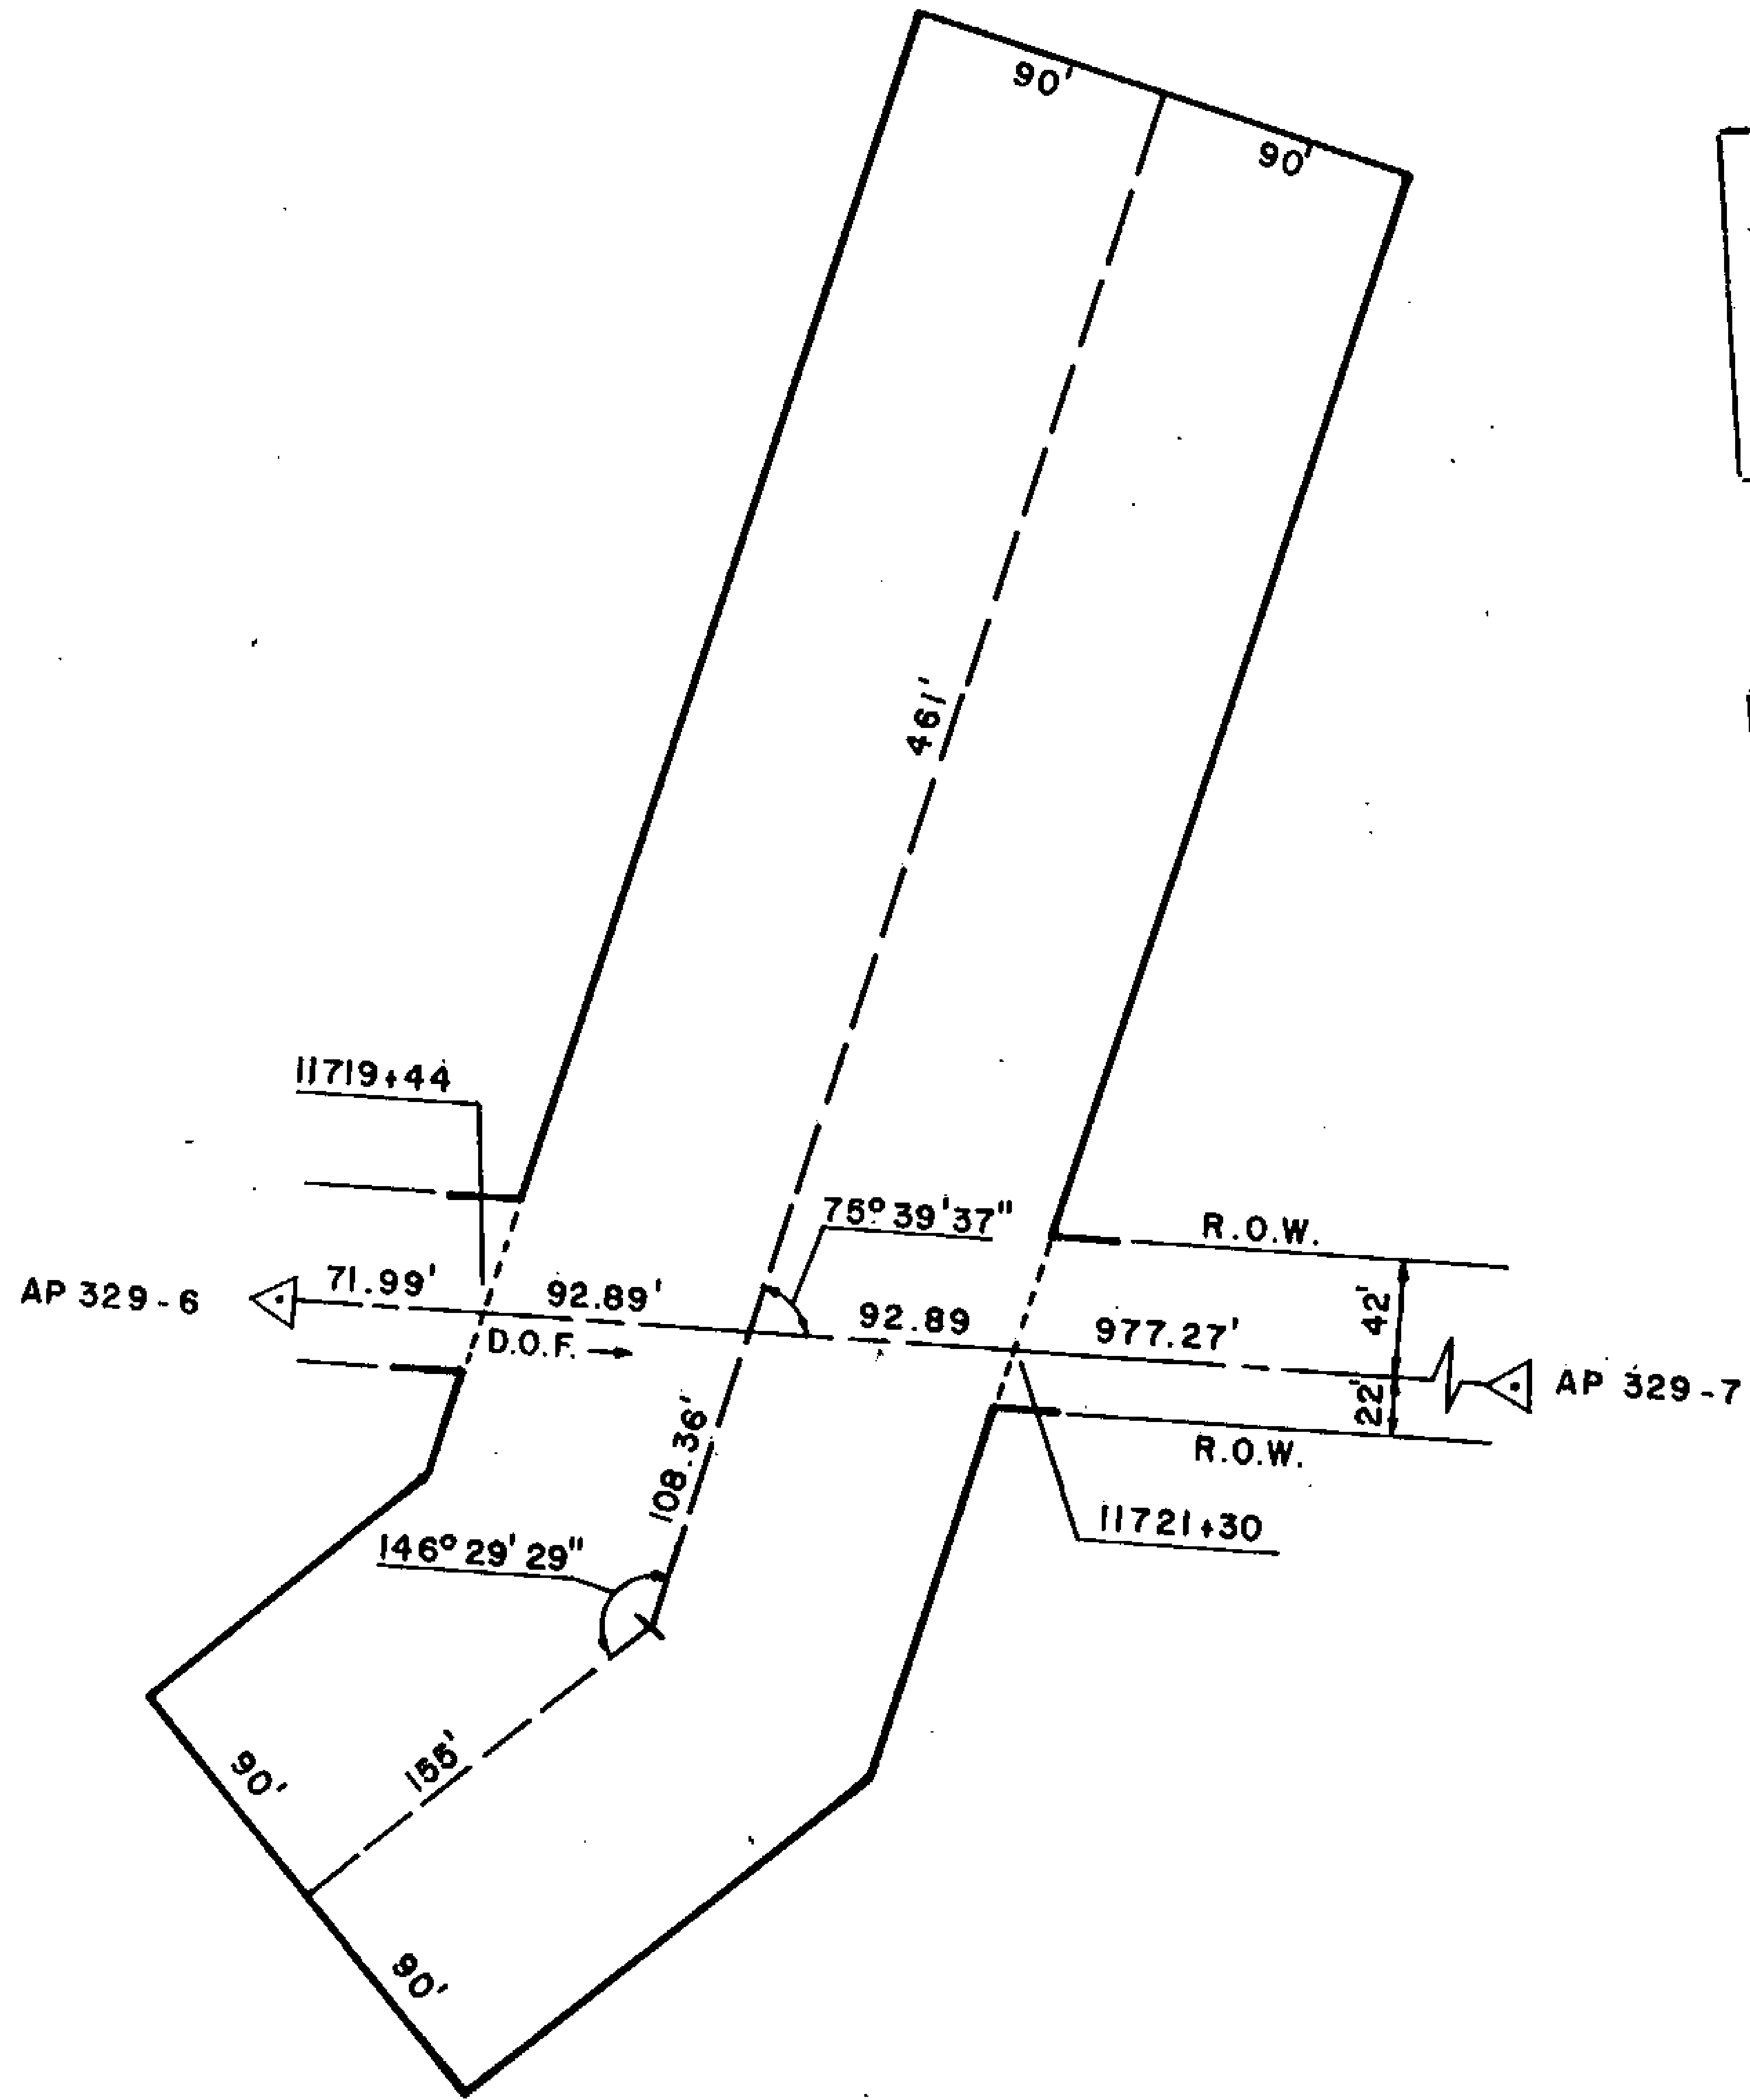 90'
90'
461'
11719+44
75° 39' 37"
R.O.W.
AP 329-6
71.99'
92.89'
D.O.F.
92.89
977.27'
42'
22'
AP 329-7
R.O.W.
108.36'
11721+30
146° 29' 29"
155'
90'
90'